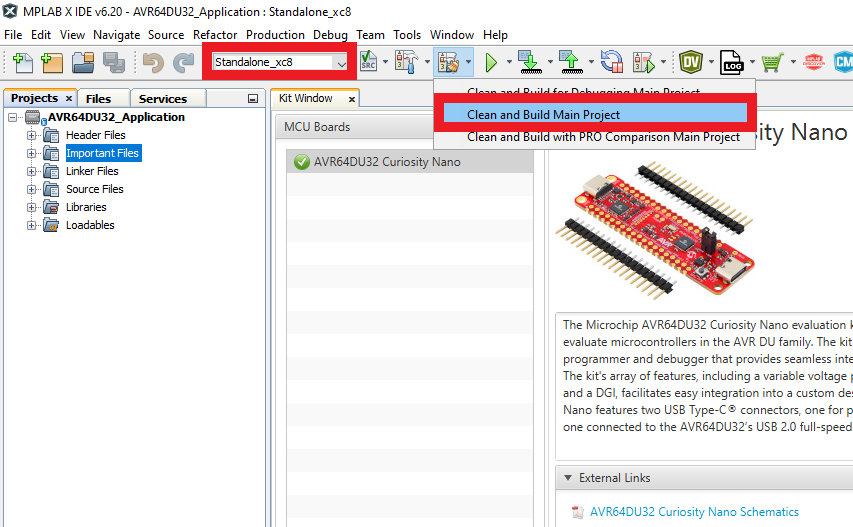 MPLAB X IDE v6.20 - AVR64DU32_Application : Standalone_xc8
File Edit View Navigate Source Refactor Production Debug Team Tools Window Help
Standalone_xc8
SRC
DV
LOG
CM
Projects × Files Services
Kit Window ×
Clean and Build for Debugging Main Project
Clean and Build Main Project
Clean and Build with PRO Comparison Main Project
AVR64DU32_Application
Header Files
Important Files
Linker Files
Source Files
Libraries
Loadables
MCU Boards
AVR64DU32 Curiosity Nano
osity Nano
The Microchip AVR64DU32 Curiosity Nano evaluation k
evaluate microcontrollers in the AVR DU family. The kit
programmer and debugger that provides seamless inte
The kit's array of features, including a variable voltage p
and a DGI, facilitates easy integration into a custom des
Nano features two USB Type-C® connectors, one for p
one connected to the AVR64DU32's USB 2.0 full-speed
External Links
AVR64DU32 Curiosity Nano Schematics